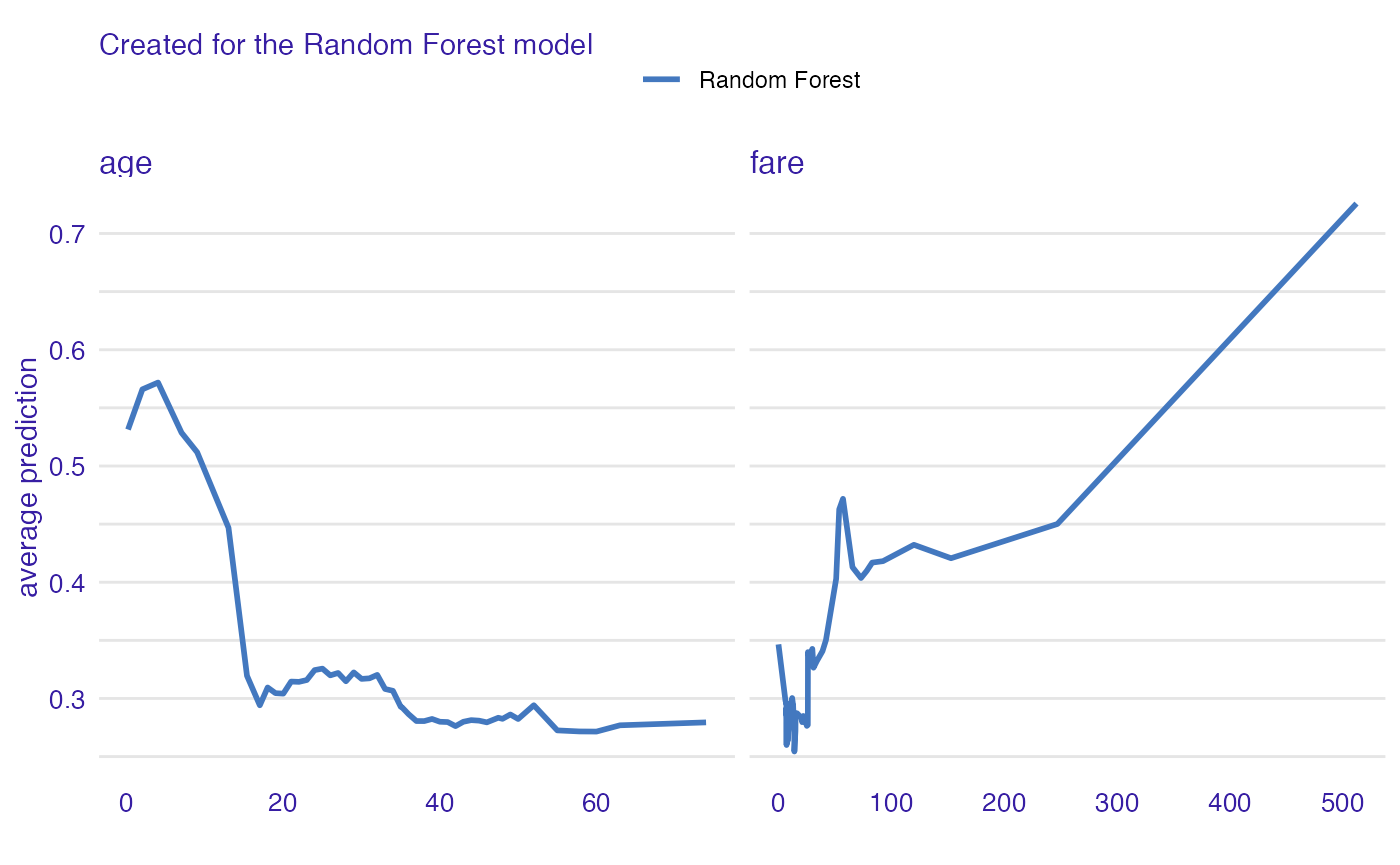 Created for the Random Forest model
Random Forest
age
fare
average prediction
0.7
0.6
0.5
0.4
0.3
0 20 40 60
0 100 200 300 400 500